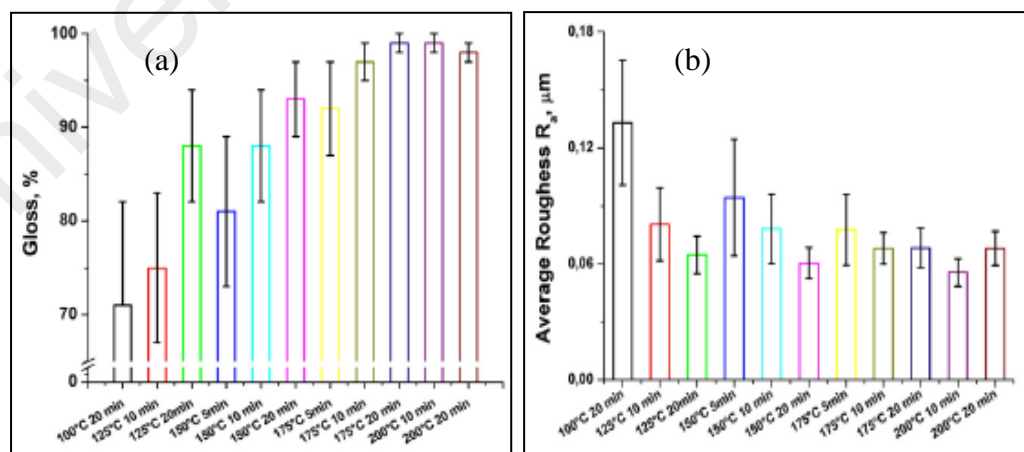 niver
(a)
100
90
80
70
0
Gloss, %
100°C 20 min
125°C 10 min
125°C 20min
150°C 5min
150°C 10 min
150°C 20 min
175°C 5min
175°C 10 min
175°C 20 min
200°C 10 min
200°C 20 min
(b)
0,18
0,12
0,06
0,00
Average Roughess Rₐ, μm
100°C 20 min
125°C 10 min
125°C 20min
150°C 5min
150°C 10 min
150°C 20 min
175°C 5min
175°C 10 min
175°C 20 min
200°C 10 min
200°C 20 min